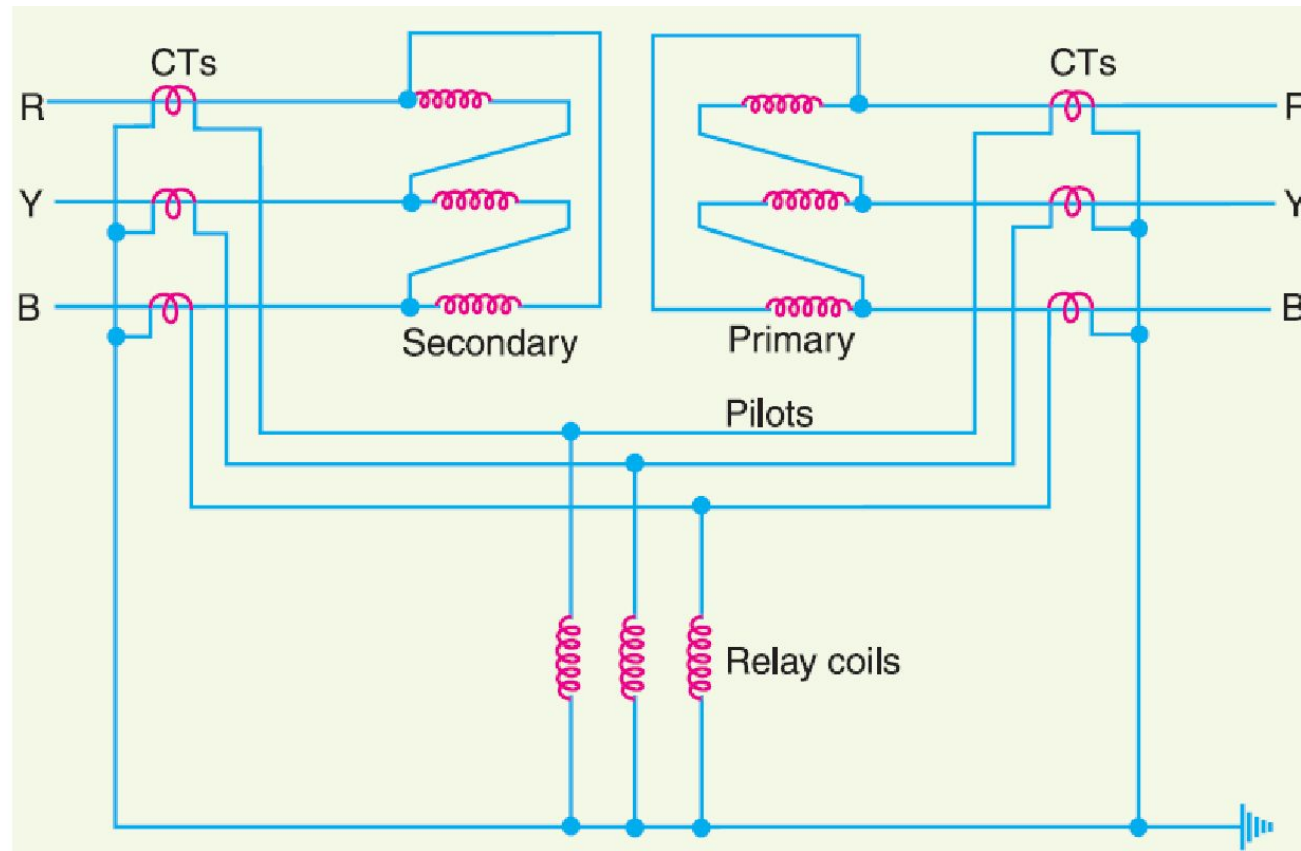 CTs
CTs
R
R
Y
Y
B
B
Secondary
Primary
Pilots
Relay coils